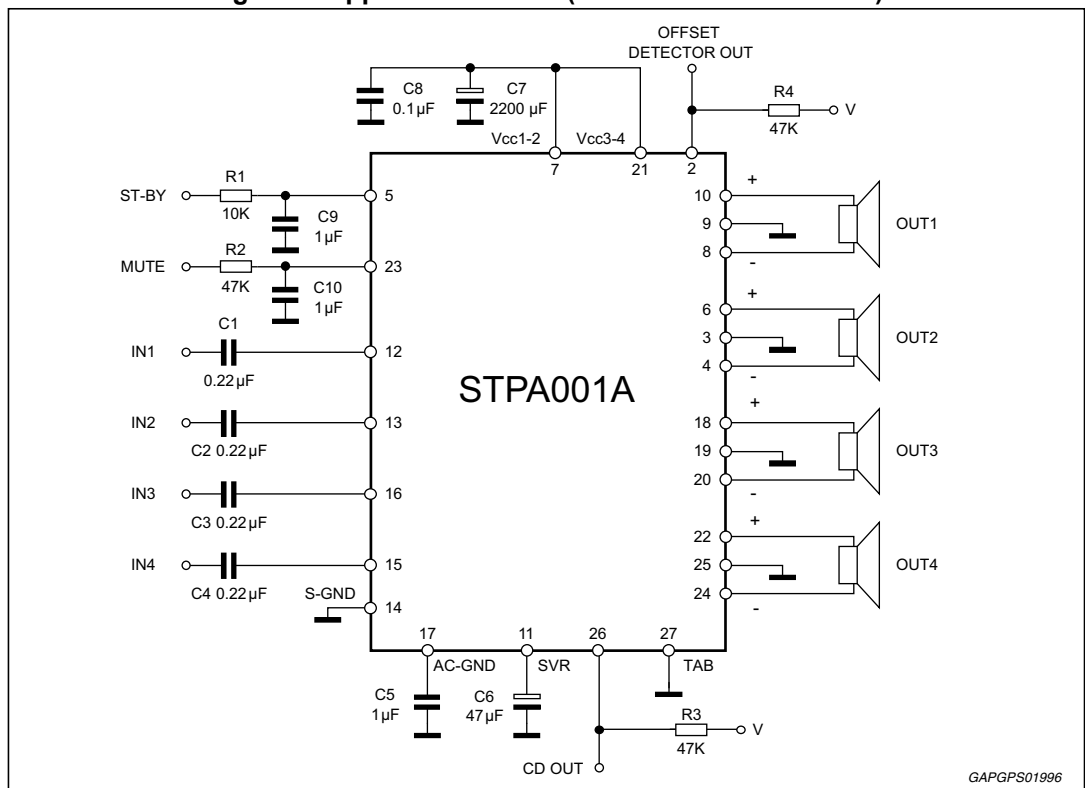 OFFSET
DETECTOR OUT
C8
0.1µF
C7
2200 µF
R4
47K
V
Vcc1-2
Vcc3-4
7
21
2
ST-BY
R1
10K
5
C9
1µF
MUTE
R2
47K
23
C10
1µF
IN1
C1
0.22µF
12
IN2
C2 0.22µF
13
IN3
C3 0.22µF
16
IN4
C4 0.22µF
15
S-GND
14
STPA001A
10
+
9
8
-
OUT1
6
+
3
4
-
OUT2
18
+
19
20
-
OUT3
22
+
25
24
-
OUT4
17
AC-GND
11
SVR
26
27
TAB
C5
1µF
C6
47µF
R3
47K
V
CD OUT
GAPGPS01996